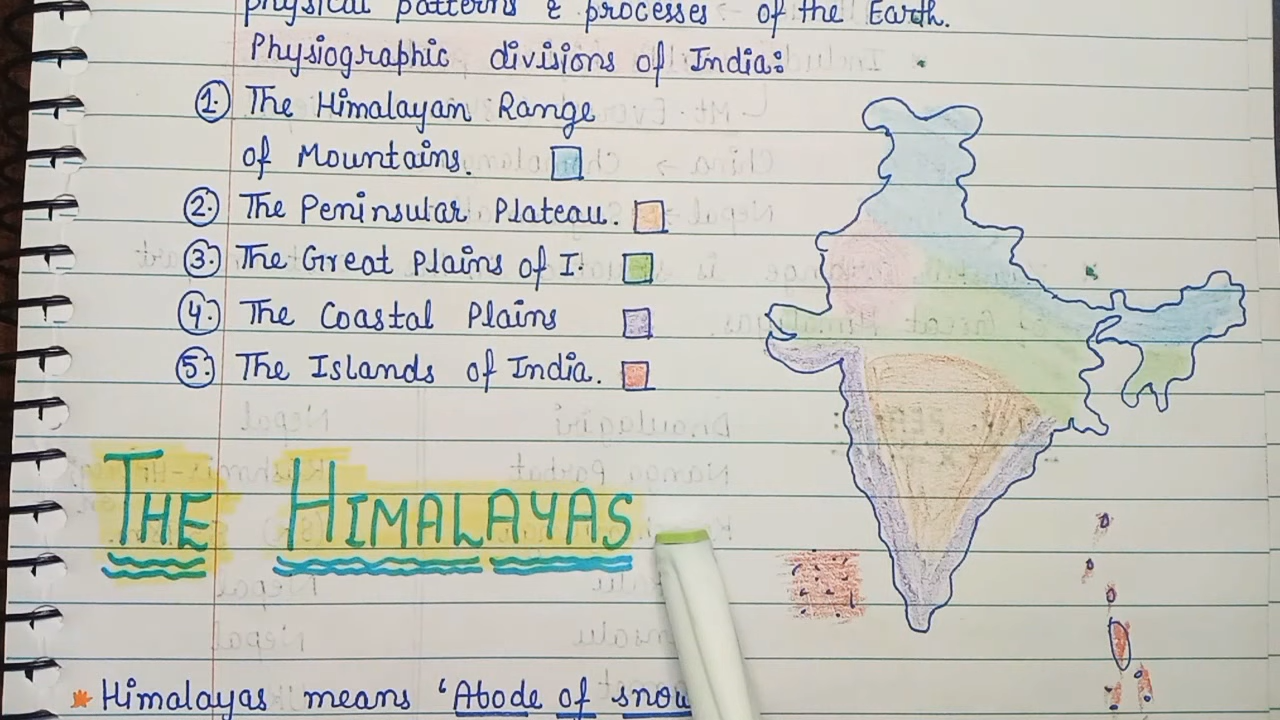 physical patterns & processes of the Earth.
Physiographic divisions of India:
1. The Himalayan Range
of Mountains.
2. The Peninsular Plateau.
3. The Great Plains of I.
4. The Coastal Plains
5. The Islands of India.
THE HIMALAYAS
* Himalayas means 'Abode of snow